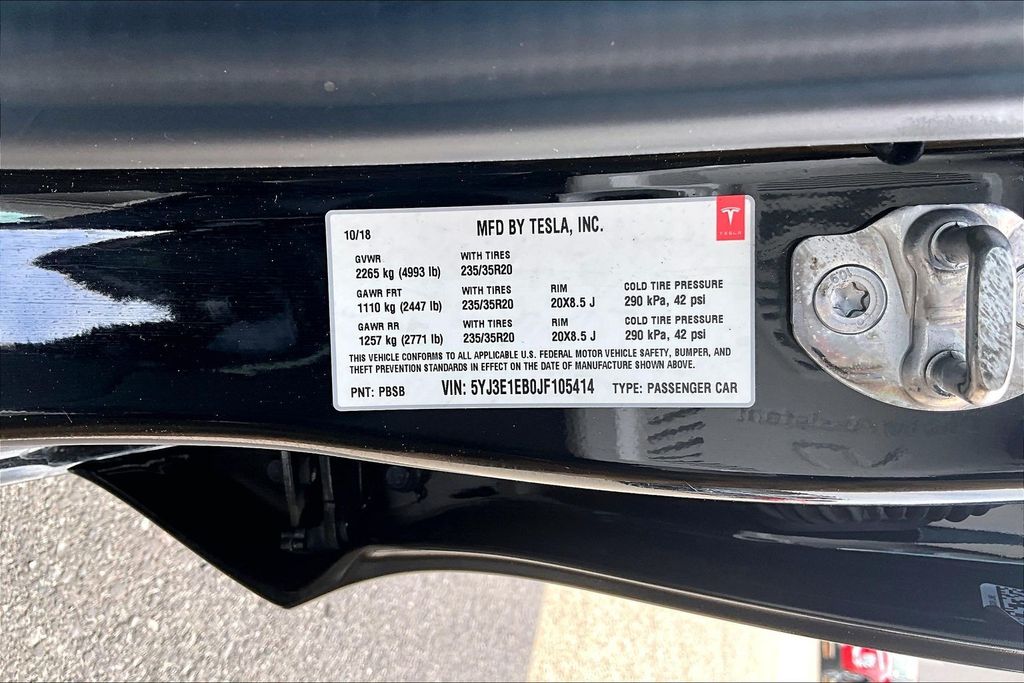 10/18
MFD BY TESLA, INC.
TESLA
GVWR
WITH TIRES
2265 kg (4993 lb)
235/35R20
GAWR FRT
WITH TIRES
RIM
COLD TIRE PRESSURE
1110 kg (2447 lb)
235/35R20
20X8.5 J
290 kPa, 42 psi
GAWR RR
WITH TIRES
RIM
COLD TIRE PRESSURE
1257 kg (2771 lb)
235/35R20
20X8.5 J
290 kPa, 42 psi
THIS VEHICLE CONFORMS TO ALL APPLICABLE U.S. FEDERAL MOTOR VEHICLE SAFETY, BUMPER, AND
THEFT PREVENTION STANDARDS IN EFFECT ON THE DATE OF MANUFACTURE SHOWN ABOVE.
PNT: PBSB
VIN: 5YJ3E1EB0JF105414
TYPE: PASSENGER CAR